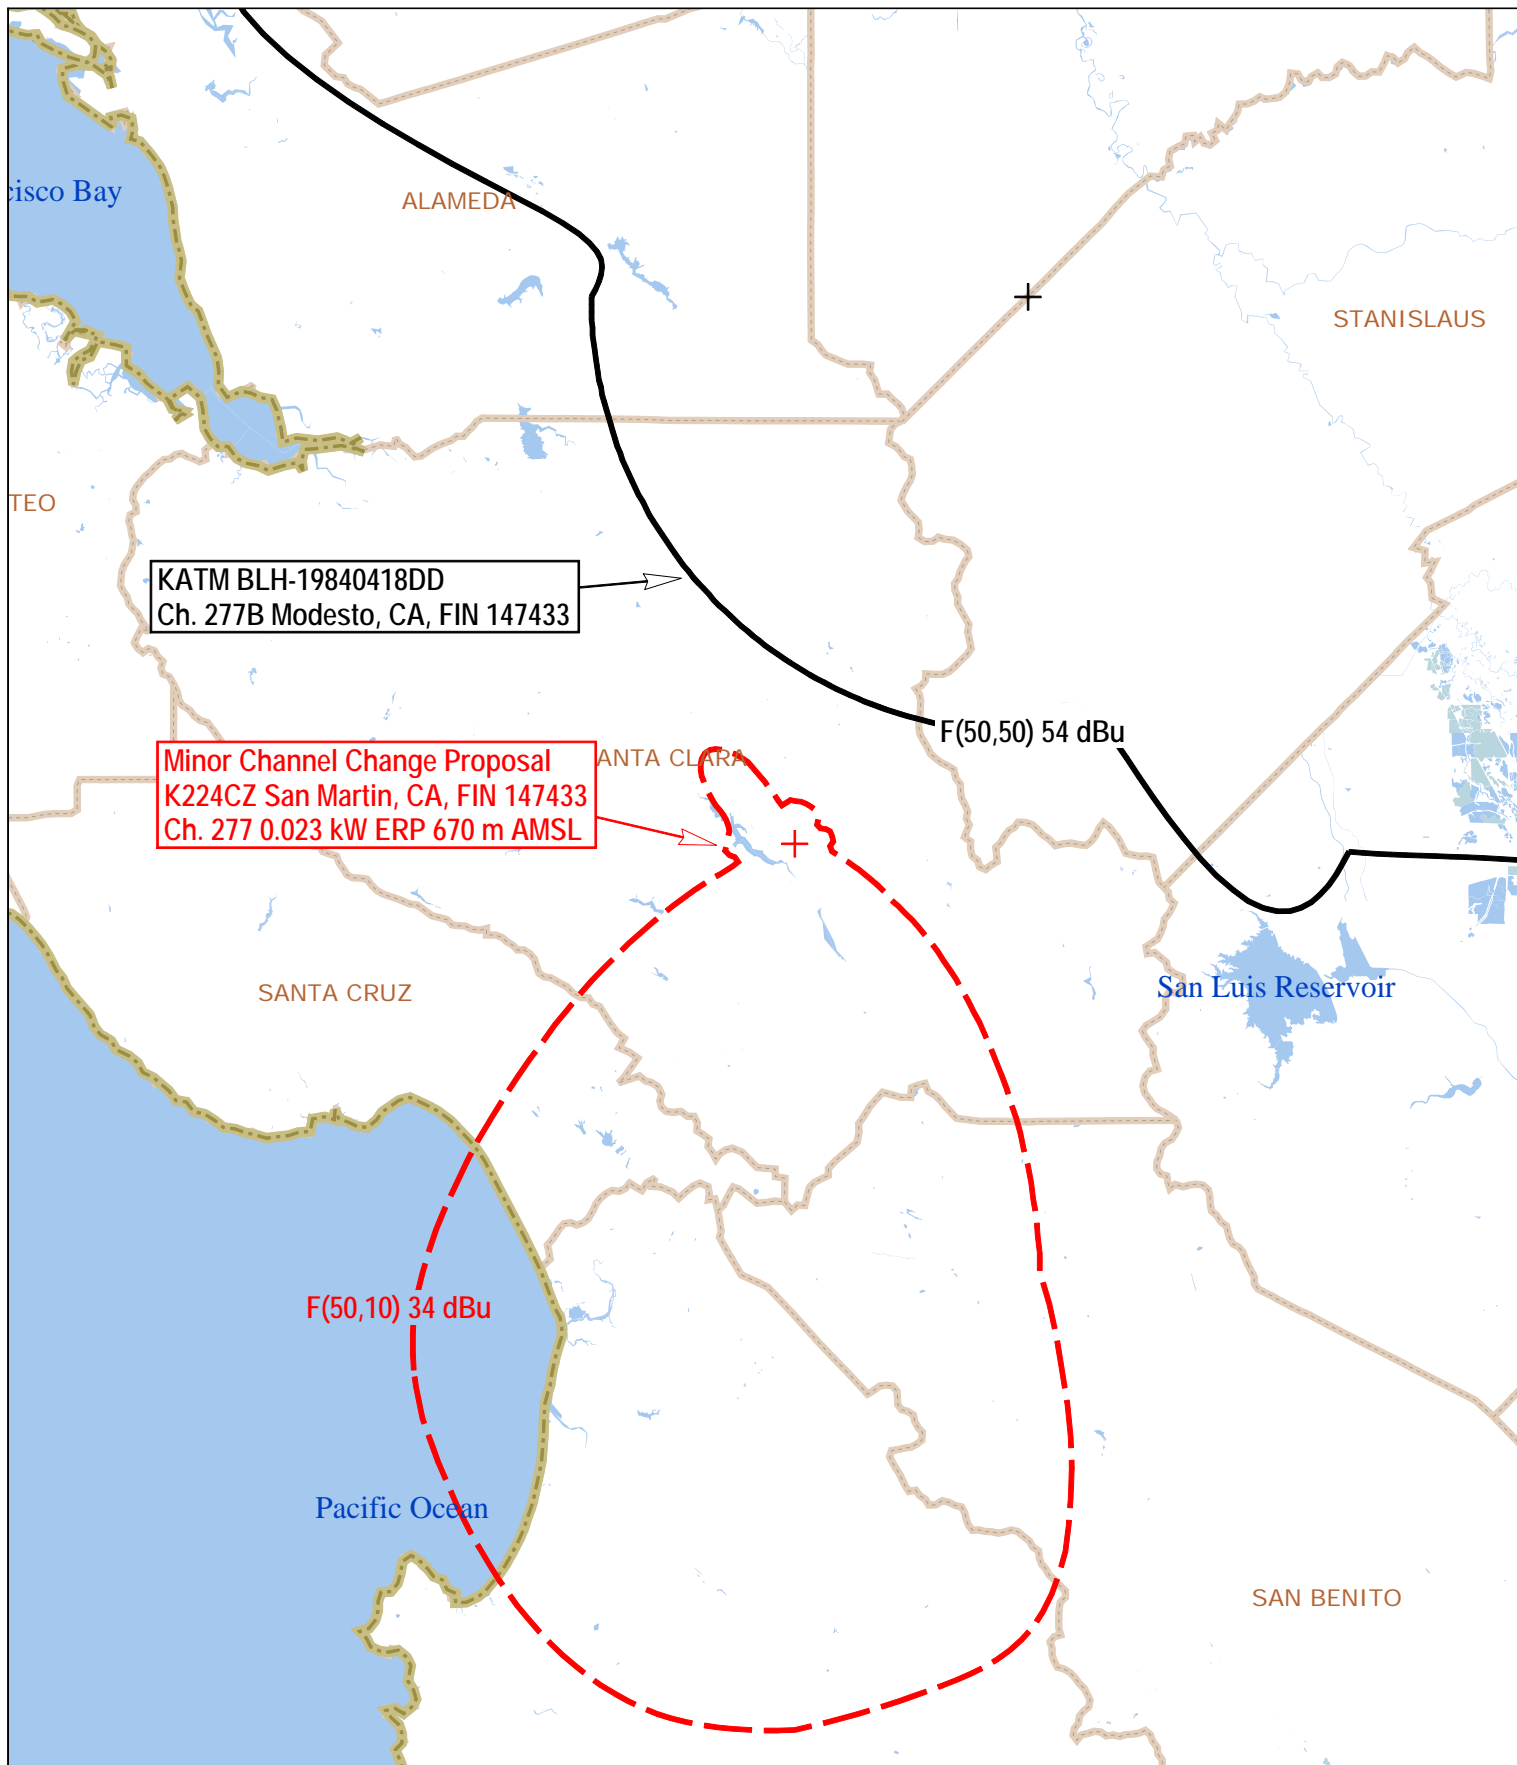 cisco Bay
ALAMEDA
STANISLAUS
TEO
KATM BLH-19840418DD
Ch. 277B Modesto, CA, FIN 147433
F(50,50) 54 dBu
ANTA CLARA
Minor Channel Change Proposal
K224CZ San Martin, CA, FIN 147433
Ch. 277 0.023 kW ERP 670 m AMSL
SANTA CRUZ
San Luis Reservoir
F(50,10) 34 dBu
Pacific Ocean
SAN BENITO